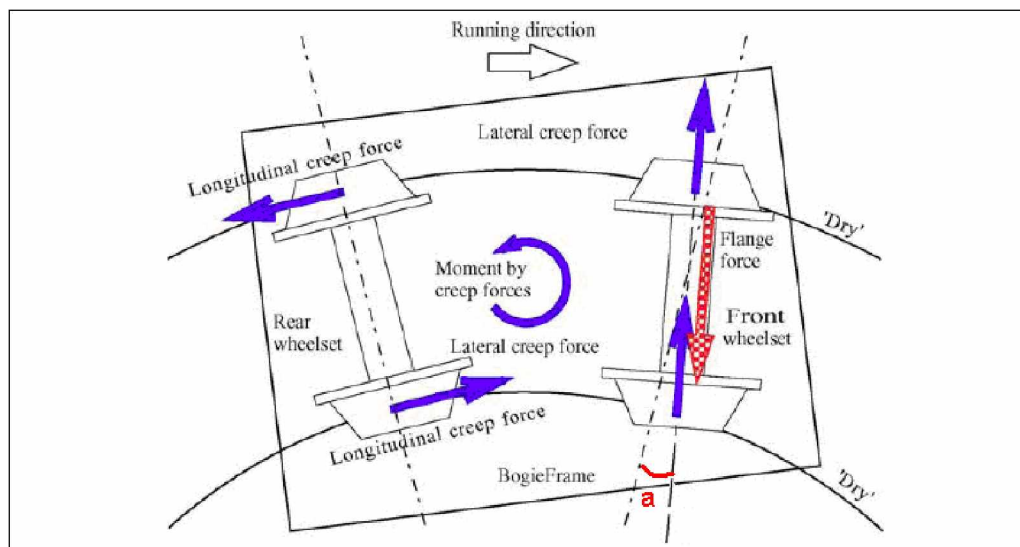 Running direction
Lateral creep force
Longitudinal creep force
'Dry'
Flange
force
Moment by
creep forces
Front
wheelset
Rear
wheelset
Lateral creep force
Longitudinal creep force
BogieFrame
a
'Dry'